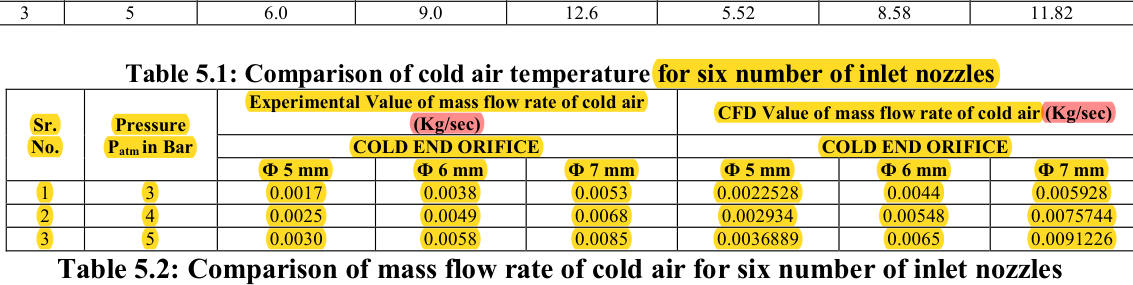 3 5 6.0 9.0 12.6 5.52 8.58 11.82
Table 5.1: Comparison of cold air temperature for six number of inlet nozzles
Sr. No. Pressure Patm in Bar Experimental Value of mass flow rate of cold air (Kg/sec) CFD Value of mass flow rate of cold air (Kg/sec)
COLD END ORIFICE COLD END ORIFICE
Φ 5 mm Φ 6 mm Φ 7 mm Φ 5 mm Φ 6 mm Φ 7 mm
1 3 0.0017 0.0038 0.0053 0.0022528 0.0044 0.005928
2 4 0.0025 0.0049 0.0068 0.002934 0.00548 0.0075744
3 5 0.0030 0.0058 0.0085 0.0036889 0.0065 0.0091226
Table 5.2: Comparison of mass flow rate of cold air for six number of inlet nozzles